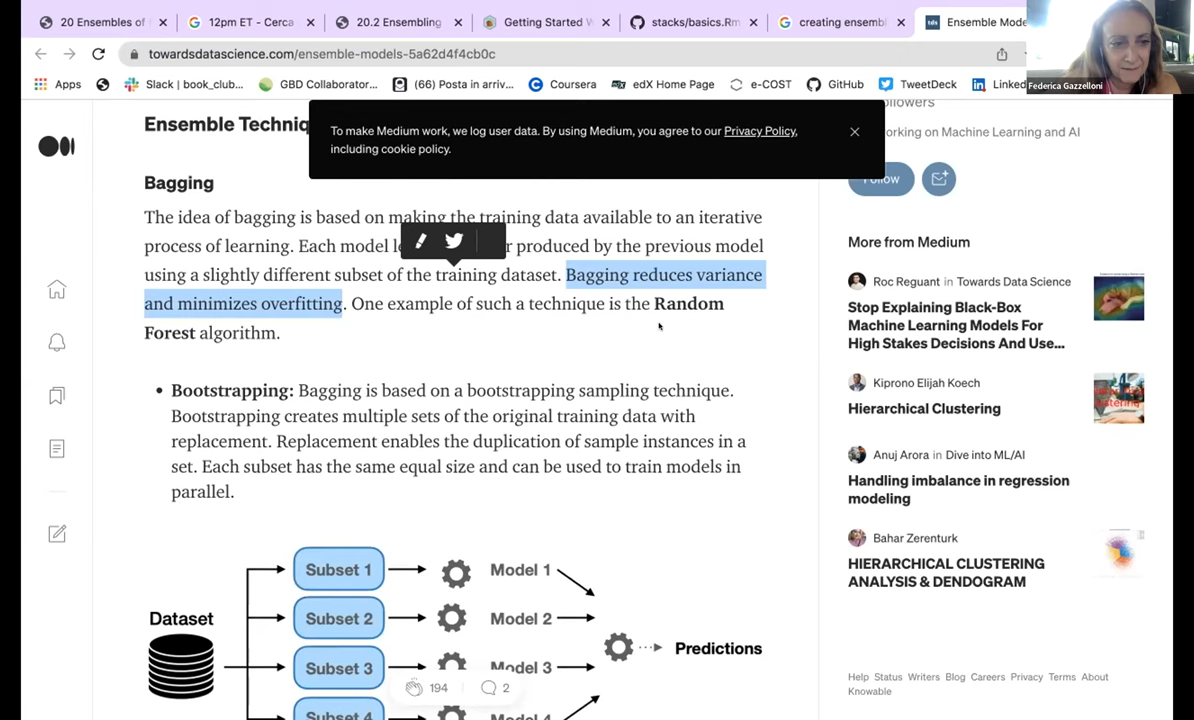 20 Ensembles of
12pm ET - Cerca
20.2 Ensembling
Getting Started W
stacks/basics.Rm
creating ensembl
Ensemble Mode
towardsdatascience.com/ensemble-models-5a62d4f4cb0c
Federica Gazzelloni
Apps
Slack | book_club...
GBD Collaborator...
(66) Posta in arriv...
Coursera
edX Home Page
e-COST
GitHub
TweetDeck
Linked
Ensemble Techniq
To make Medium work, we log user data. By using Medium, you agree to our Privacy Policy,
including cookie policy.
Followers
orking on Machine Learning and AI
Follow
Bagging
The idea of bagging is based on making the training data available to an iterative
process of learning. Each model produced by the previous model
using a slightly different subset of the training dataset. Bagging reduces variance
and minimizes overfitting. One example of such a technique is the Random
Forest algorithm.
• Bootstrapping: Bagging is based on a bootstrapping sampling technique.
Bootstrapping creates multiple sets of the original training data with
replacement. Replacement enables the duplication of sample instances in a
set. Each subset has the same equal size and can be used to train models in
parallel.
Dataset
Subset 1
Model 1
Subset 2
Model 2
Subset 3
Model 3
Subset 4
Model 4
Predictions
194
2
More from Medium
Roc Reguant in Towards Data Science
Stop Explaining Black-Box
Machine Learning Models For
High Stakes Decisions And Use...
Kiprono Elijah Koech
Hierarchical Clustering
Anuj Arora in Dive into ML/AI
Handling imbalance in regression
modeling
Bahar Zerenturk
HIERARCHICAL CLUSTERING
ANALYSIS & DENDOGRAM
Help Status Writers Blog Careers Privacy Terms About
Knowable